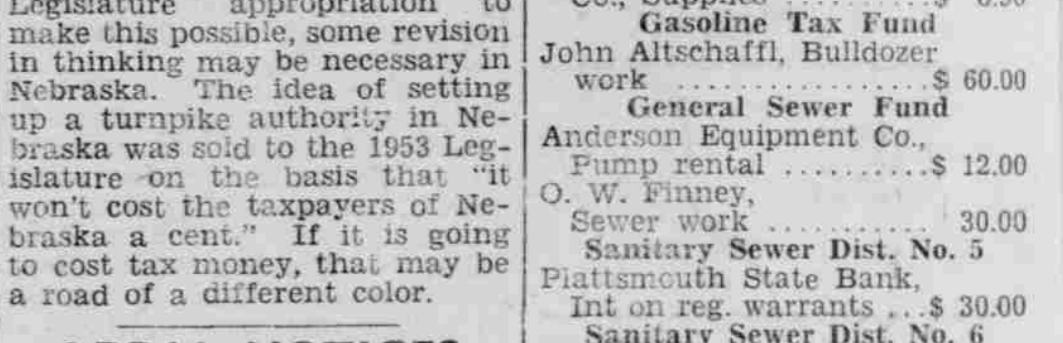 Legislature appropriation to
make this possible, some revision
in thinking may be necessary in
Nebraska. The idea of setting
up a turnpike authority in Ne-
braska was sold to the 1953 Leg-
islature on the basis that "it
won't cost the taxpayers of Ne-
braska a cent." If it is going
to cost tax money, that may be
a road of a different color.
Co., Supplies
Gasoline Tax Fund
John Altschaffl, Bulldozer
work .................$ 60.00
General Sewer Fund
Anderson Equipment Co.,
Pump rental ..........$ 12.00
O. W. Finney,
Sewer work ........... 30.00
Sanitary Sewer Dist. No. 5
Plattsmouth State Bank,
Int on reg. warrants ...$ 30.00
Sanitary Sewer Dist. No. 6